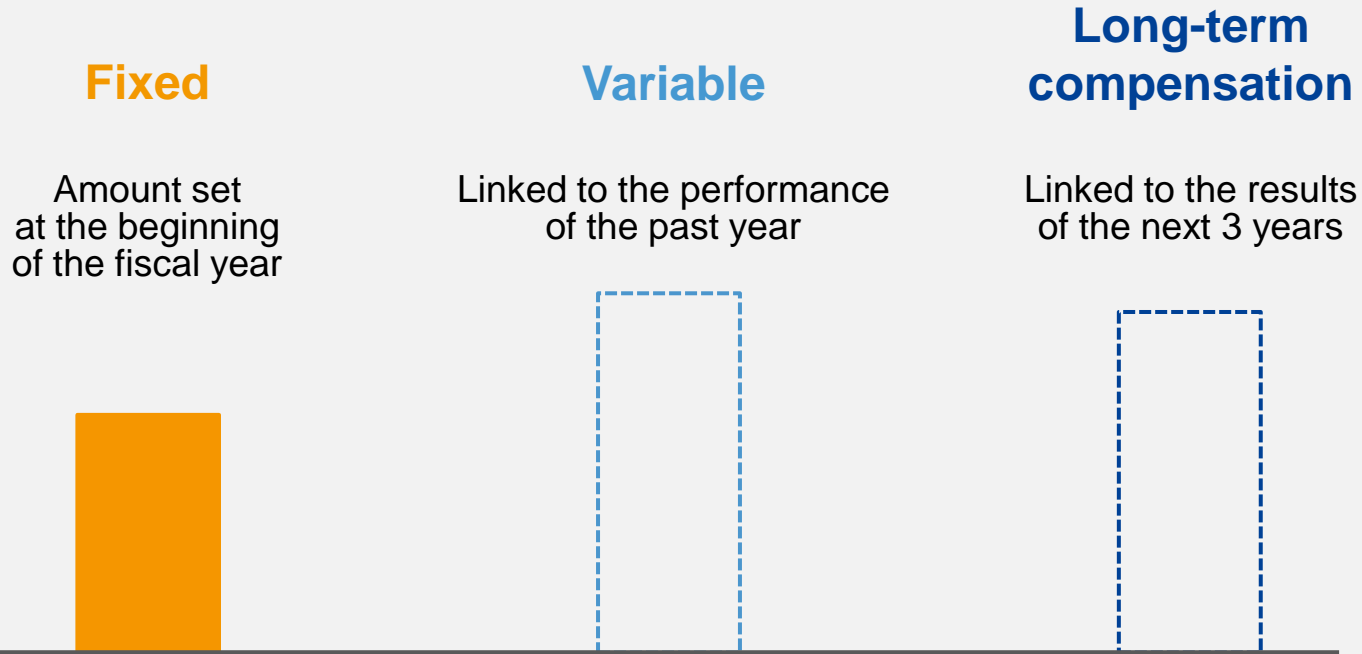 Fixed
Amount set
at the beginning
of the fiscal year
Variable
Linked to the performance
of the past year
Long-term
compensation
Linked to the results
of the next 3 years